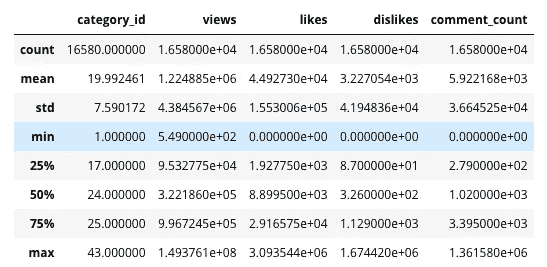 category_id views likes dislikes comment_count
count 16580.000000 1.658000e+04 1.658000e+04 1.658000e+04 1.658000e+04
mean 19.992461 1.224885e+06 4.492730e+04 3.227054e+03 5.922168e+03
std 7.590172 4.384567e+06 1.553006e+05 4.194836e+04 3.664525e+04
min 1.000000 5.490000e+02 0.000000e+00 0.000000e+00 0.000000e+00
25% 17.000000 9.532775e+04 1.927750e+03 8.700000e+01 2.790000e+02
50% 24.000000 3.221860e+05 8.899500e+03 3.260000e+02 1.020000e+03
75% 25.000000 9.967245e+05 2.916575e+04 1.129000e+03 3.395000e+03
max 43.000000 1.493761e+08 3.093544e+06 1.674420e+06 1.361580e+06